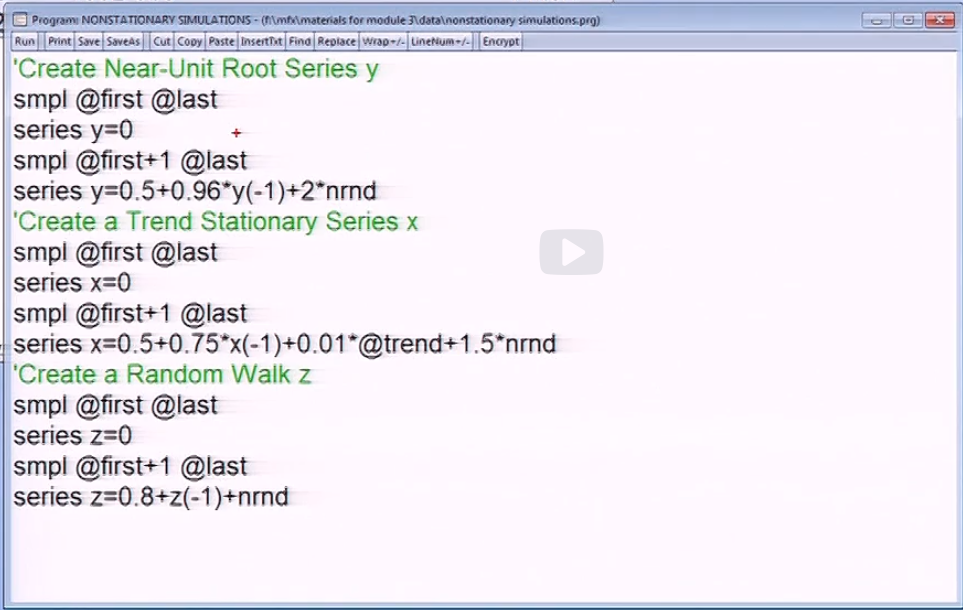 Program: NONSTATIONARY SIMULATIONS - (f:\mfx\materials for module 3\data\nonstationary simulations.prg)
Run Print Save SaveAs Cut Copy Paste InsertTxt Find Replace Wrap+/- LineNum+/- Encrypt
'Create Near-Unit Root Series y
smpl @first @last
series y=0
smpl @first+1 @last
series y=0.5+0.96*y(-1)+2*nrnd
'Create a Trend Stationary Series x
smpl @first @last
series x=0
smpl @first+1 @last
series x=0.5+0.75*x(-1)+0.01*@trend+1.5*nrnd
'Create a Random Walk z
smpl @first @last
series z=0
smpl @first+1 @last
series z=0.8+z(-1)+nrnd